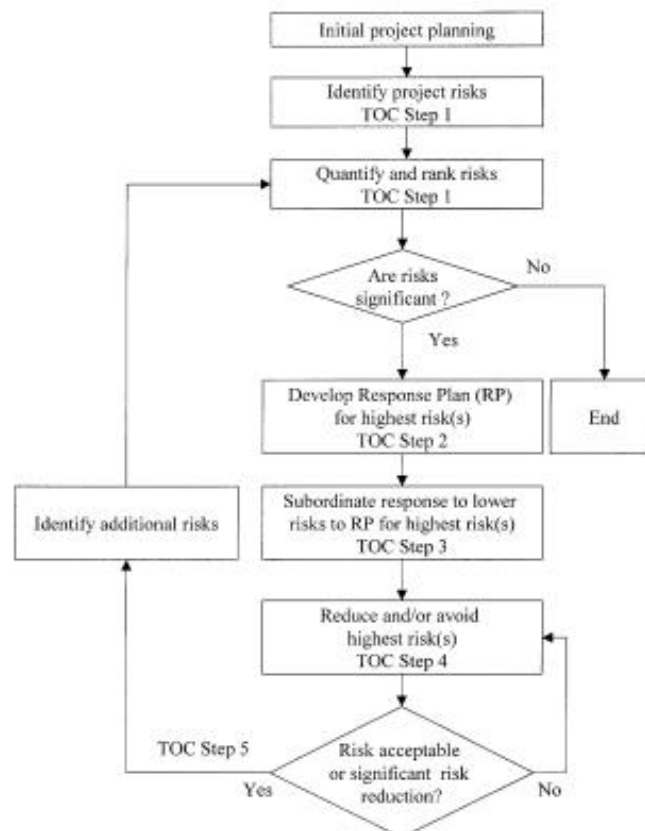 Initial project planning
Identify project risks
TOC Step 1
Quantify and rank risks
TOC Step 1
Are risks
significant ?
No
Yes
Develop Response Plan (RP)
for highest risk(s)
TOC Step 2
End
Subordinate response to lower
risks to RP for highest risk(s)
TOC Step 3
Identify additional risks
Reduce and/or avoid
highest risk(s)
TOC Step 4
TOC Step 5
Risk acceptable
or significant risk
reduction?
Yes
No